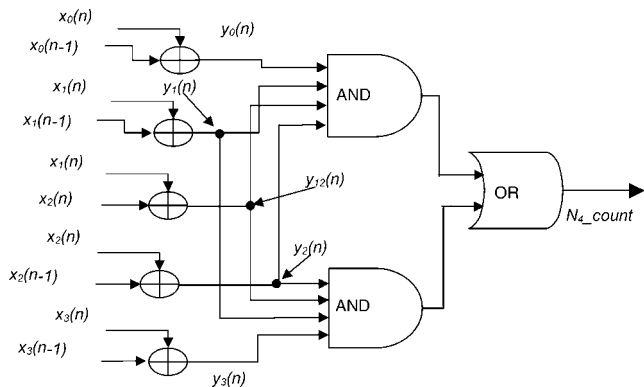 x0(n)
y0(n)
x0(n-1)
x1(n)
y1(n)
AND
x1(n-1)
x1(n)
y12(n)
OR
x2(n)
N4_count
x2(n)
y2(n)
x2(n-1)
AND
x3(n)
x3(n-1)
y3(n)